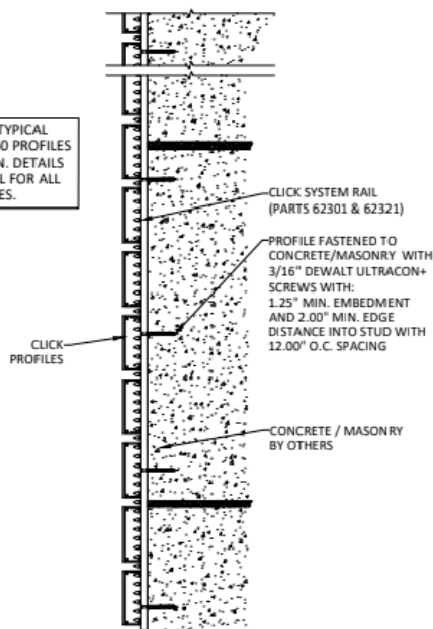 TYPICAL
0 PROFILES
N. DETAILS
L FOR ALL
ES.
CLICK SYSTEM RAIL
(PARTS 62301 & 62321)
PROFILE FASTENED TO
CONCRETE/MASONRY WITH
3/16" DEWALT ULTRACON+
SCREWS WITH:
1.25" MIN. EMBEDMENT
AND 2.00" MIN. EDGE
DISTANCE INTO STUD WITH
12.00" O.C. SPACING
CLICK
PROFILES
CONCRETE / MASONRY
BY OTHERS